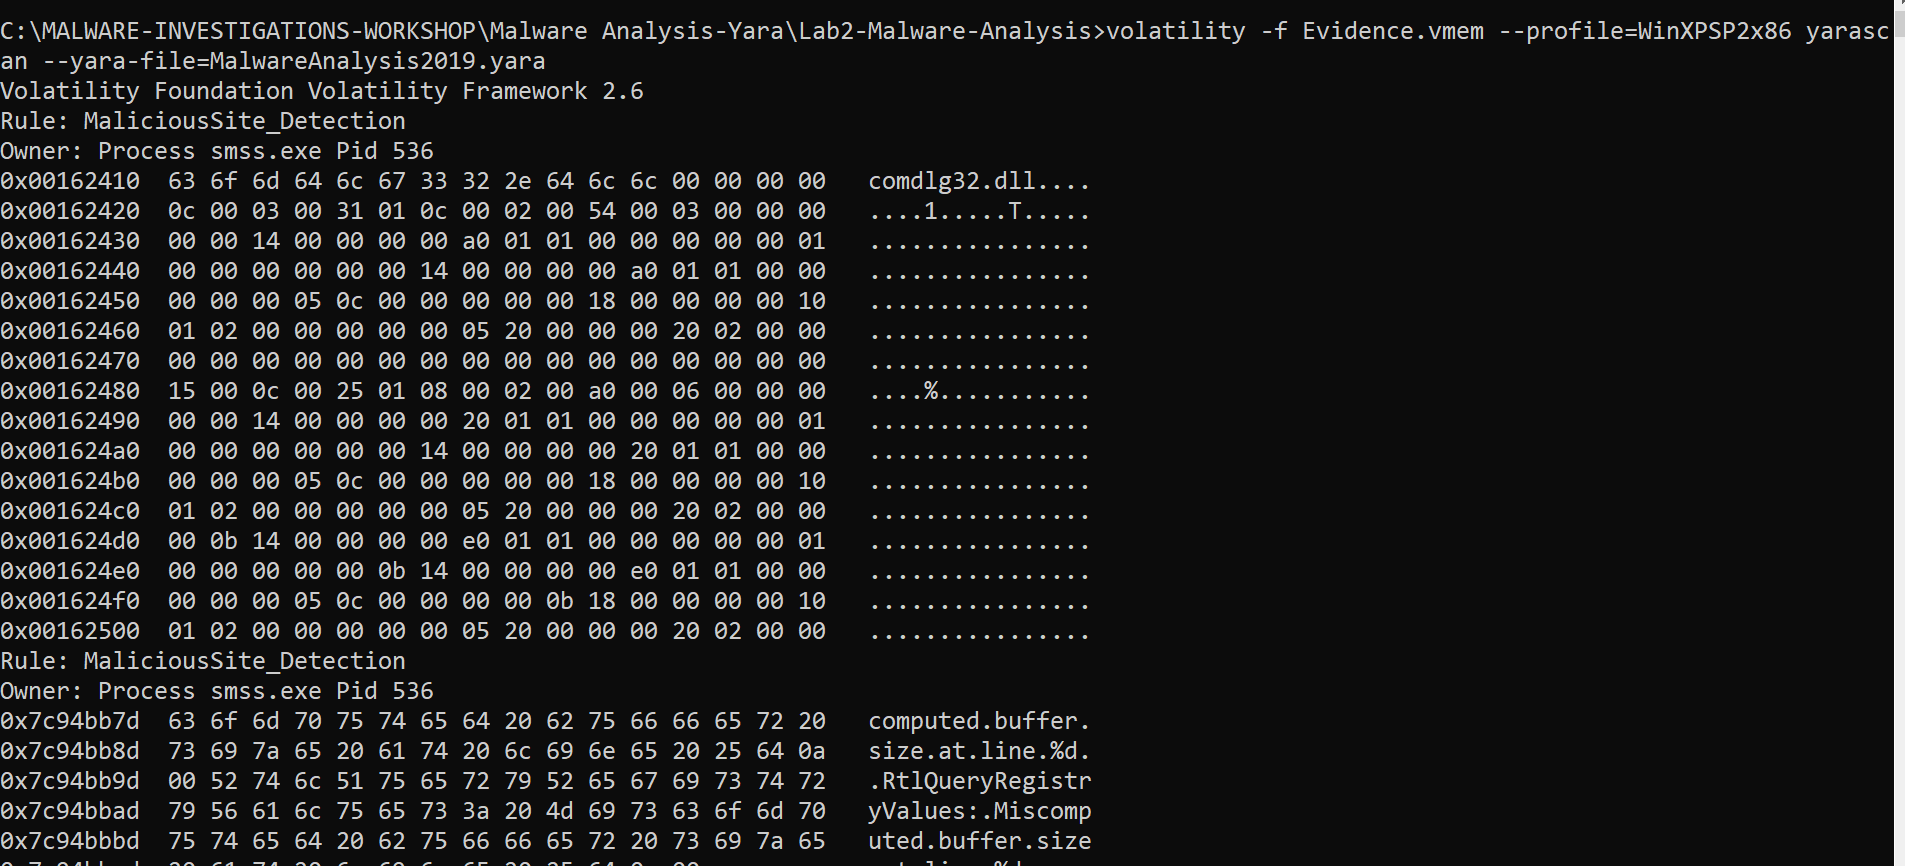 C:\MALWARE-INVESTIGATIONS-WORKSHOP\Malware Analysis-Yara\Lab2-Malware-Analysis>volatility -f Evidence.vmem --profile=WinXPSP2x86 yarasc
an --yara-file=MalwareAnalysis2019.yara
Volatility Foundation Volatility Framework 2.6
Rule: MaliciousSite_Detection
Owner: Process smss.exe Pid 536
0x00162410  63 6f 6d 64 6c 67 33 32 2e 64 6c 6c 00 00 00 00   comdlg32.dll....
0x00162420  0c 00 03 00 31 01 0c 00 02 00 54 00 03 00 00 00   ....1.....T.....
0x00162430  00 00 14 00 00 00 00 a0 01 01 00 00 00 00 00 01   ................
0x00162440  00 00 00 00 00 00 14 00 00 00 00 a0 01 01 00 00   ................
0x00162450  00 00 00 05 0c 00 00 00 00 00 18 00 00 00 00 10   ................
0x00162460  01 02 00 00 00 00 00 05 20 00 00 00 20 02 00 00   ................
0x00162470  00 00 00 00 00 00 00 00 00 00 00 00 00 00 00 00   ................
0x00162480  15 00 0c 00 25 01 08 00 02 00 a0 00 06 00 00 00   ....%...........
0x00162490  00 00 14 00 00 00 00 20 01 01 00 00 00 00 00 01   ................
0x001624a0  00 00 00 00 00 00 14 00 00 00 00 20 01 01 00 00   ................
0x001624b0  00 00 00 05 0c 00 00 00 00 00 18 00 00 00 00 10   ................
0x001624c0  01 02 00 00 00 00 00 05 20 00 00 00 20 02 00 00   ................
0x001624d0  00 0b 14 00 00 00 00 e0 01 01 00 00 00 00 00 01   ................
0x001624e0  00 00 00 00 00 0b 14 00 00 00 00 e0 01 01 00 00   ................
0x001624f0  00 00 00 05 0c 00 00 00 00 0b 18 00 00 00 00 10   ................
0x00162500  01 02 00 00 00 00 00 05 20 00 00 00 20 02 00 00   ................
Rule: MaliciousSite_Detection
Owner: Process smss.exe Pid 536
0x7c94bb7d  63 6f 6d 70 75 74 65 64 20 62 75 66 66 65 72 20   computed.buffer.
0x7c94bb8d  73 69 7a 65 20 61 74 20 6c 69 6e 65 20 25 64 0a   size.at.line.%d.
0x7c94bb9d  00 52 74 6c 51 75 65 72 79 52 65 67 69 73 74 72   .RtlQueryRegistr
0x7c94bbad  79 56 61 6c 75 65 73 3a 20 4d 69 73 63 6f 6d 70   yValues:.Miscomp
0x7c94bbbd  75 74 65 64 20 62 75 66 66 65 72 20 73 69 7a 65   uted.buffer.size